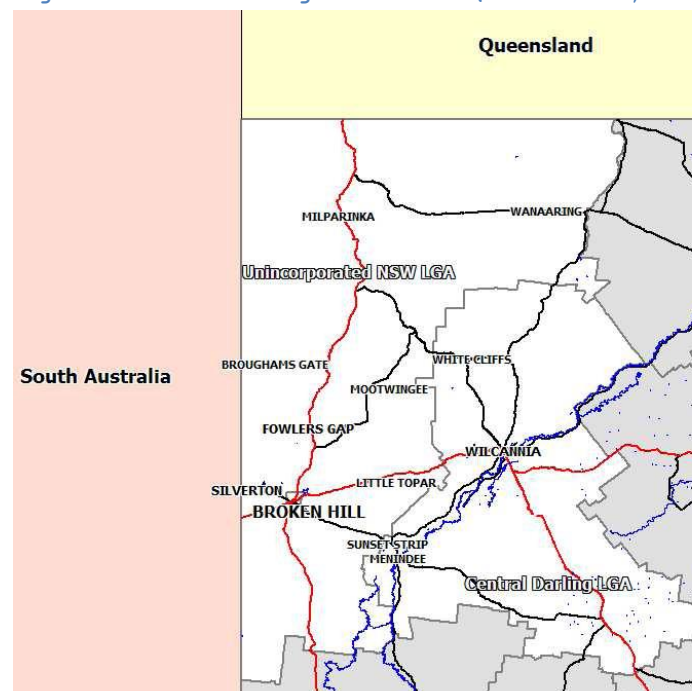 Queensland
MILPARINKA
WANAARING
Unincorporated NSW LGA
BROUGHAMS GATE
WHITE CLIFFS
South Australia
MOOTWINGEE
FOWLERS GAP
WILCANNIA
SILVERTON
LITTLE TOPAR
BROKEN HILL
SUNSET STRIP
MENINDEE
Central Darling LGA